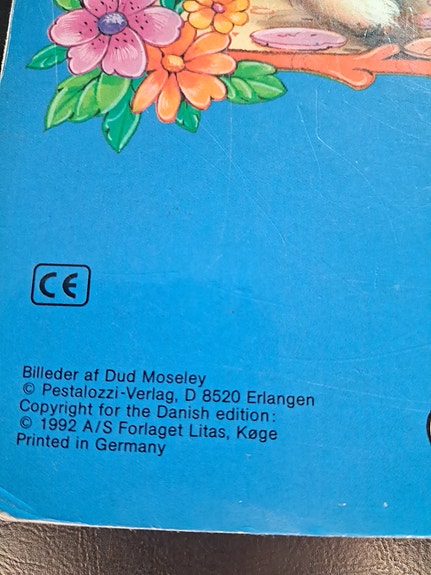 CE
Billeder af Dud Moseley
© Pestalozzi-Verlag, D 8520 Erlangen
Copyright for the Danish edition:
© 1992 A/S Forlaget Litas, Køge
Printed in Germany